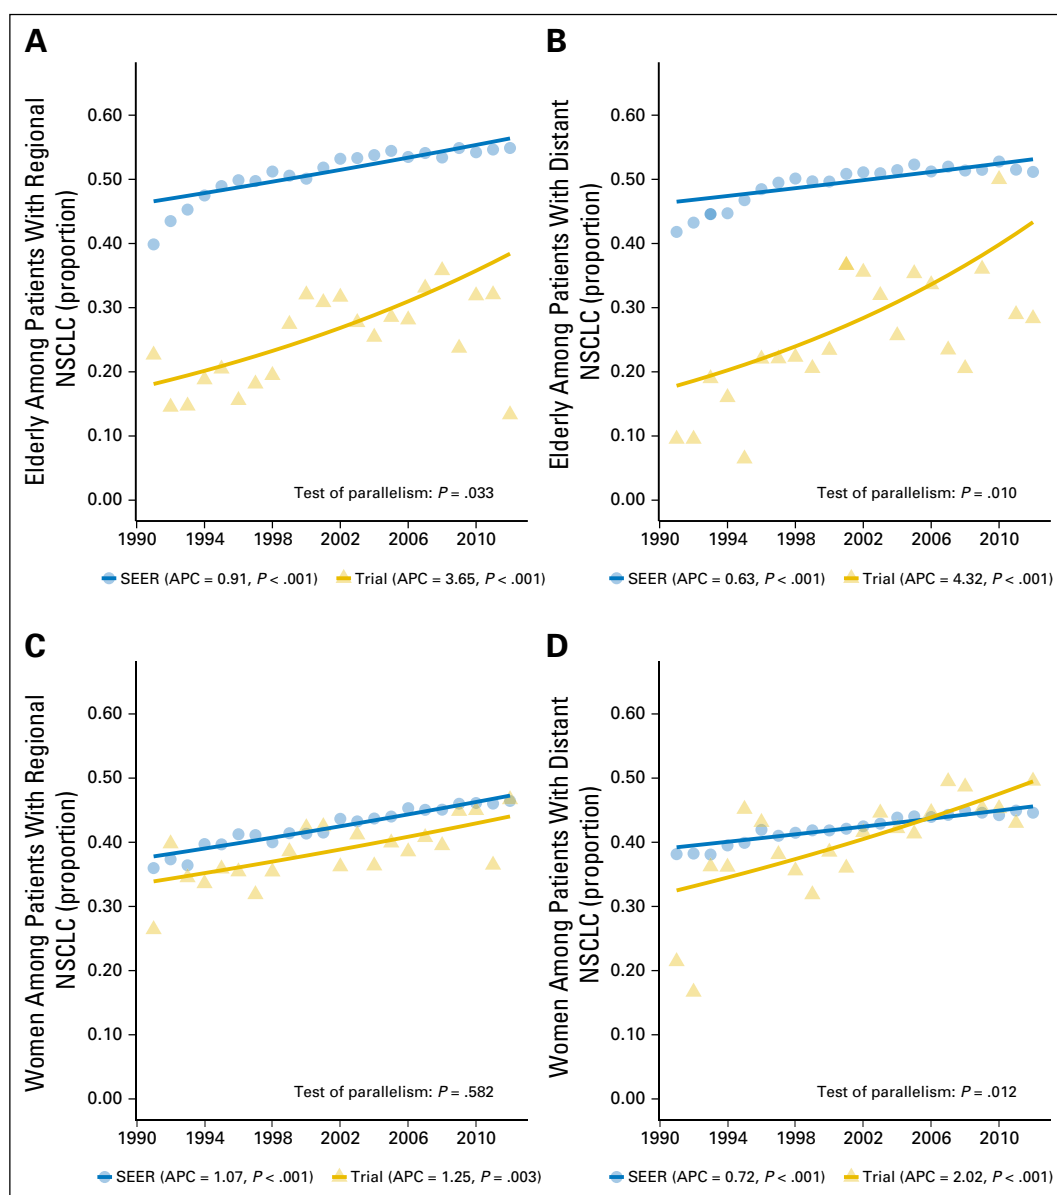 A
Elderly Among Patients With Regional
NSCLC (proportion)
0.60
0.50
0.40
0.30
0.20
0.10
0.00
Test of parallelism: P = .033
1990 1994 1998 2002 2006 2010
SEER (APC = 0.91, P < .001) Trial (APC = 3.65, P < .001)
B
Elderly Among Patients With Distant
NSCLC (proportion)
0.60
0.50
0.40
0.30
0.20
0.10
0.00
Test of parallelism: P = .010
1990 1994 1998 2002 2006 2010
SEER (APC = 0.63, P < .001) Trial (APC = 4.32, P < .001)
C
Women Among Patients With Regional
NSCLC (proportion)
0.60
0.50
0.40
0.30
0.20
0.10
0.00
Test of parallelism: P = .582
1990 1994 1998 2002 2006 2010
SEER (APC = 1.07, P < .001) Trial (APC = 1.25, P = .003)
D
Women Among Patients With Distant
NSCLC (proportion)
0.60
0.50
0.40
0.30
0.20
0.10
0.00
Test of parallelism: P = .012
1990 1994 1998 2002 2006 2010
SEER (APC = 0.72, P < .001) Trial (APC = 2.02, P < .001)